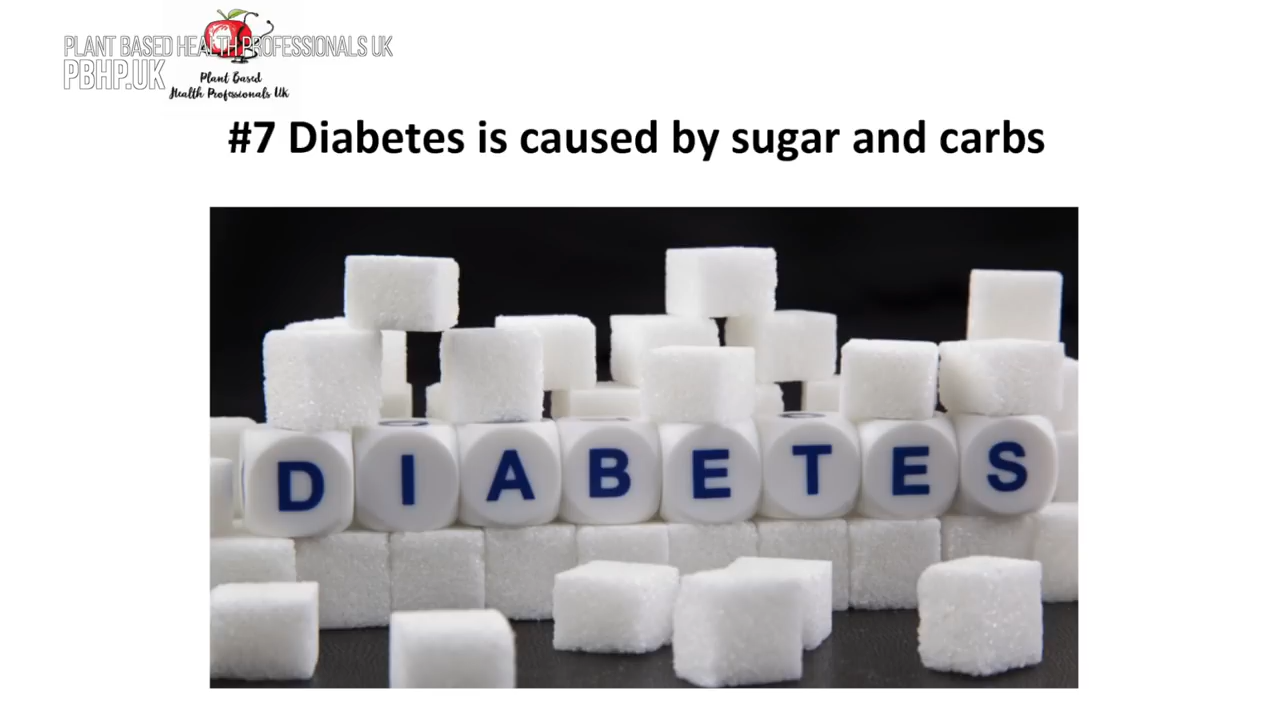 PLANT BASED HEALTH PROFESSIONALS UK
PBHP.UK
Plant Based
Health Professionals UK
#7 Diabetes is caused by sugar and carbs
DIABETES